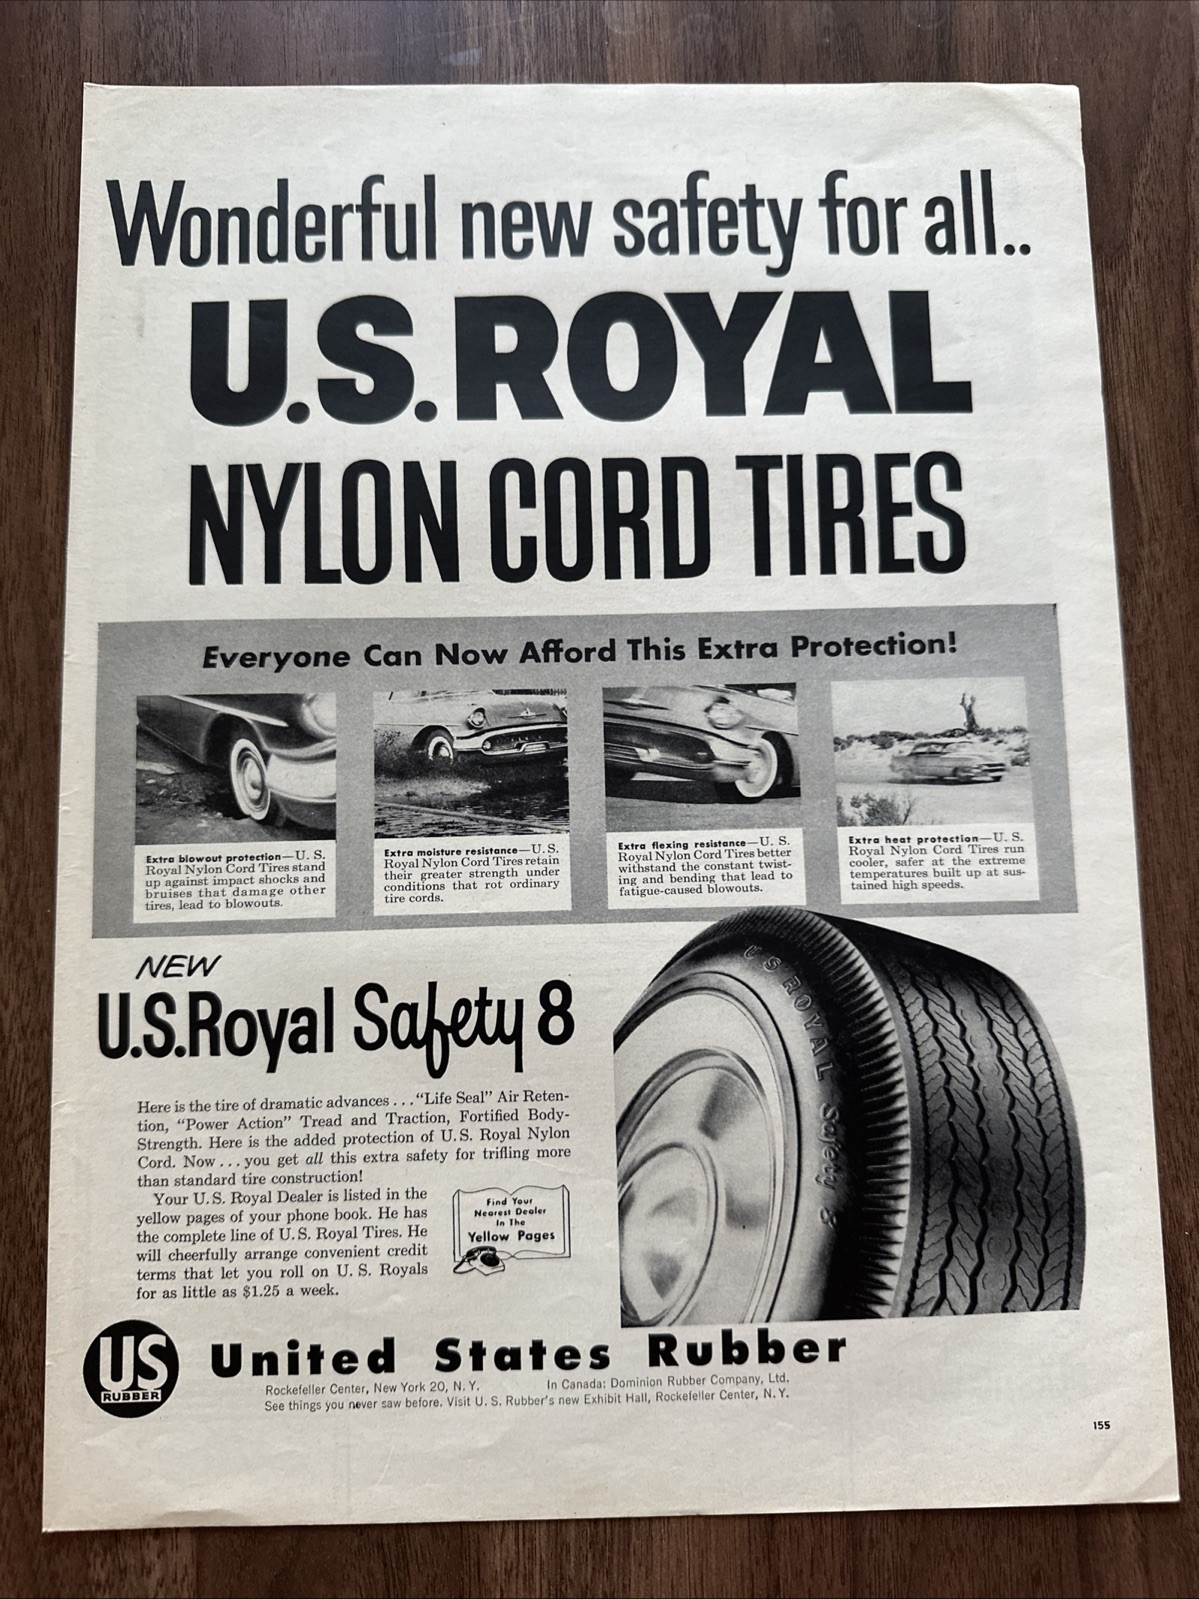 Wonderful new safety for all..
U.S. ROYAL
NYLON CORD TIRES
Everyone Can Now Afford This Extra Protection!
Extra blowout protection—U. S.
Royal Nylon Cord Tires stand
up against impact shocks and
bruises that damage other
tires, lead to blowouts.
Extra moisture resistance—U. S.
Royal Nylon Cord Tires retain
their greater strength under
conditions that rot ordinary
tire cords.
Extra flexing resistance—U. S.
Royal Nylon Cord Tires better
withstand the constant twist-
ing and bending that lead to
fatigue-caused blowouts.
Extra heat protection—U. S.
Royal Nylon Cord Tires run
cooler, safer at the extreme
temperatures built up at sus-
tained high speeds.
NEW
U.S. Royal Safety 8
Here is the tire of dramatic advances . . . “Life Seal” Air Reten-
tion, “Power Action” Tread and Traction, Fortified Body-
Strength. Here is the added protection of U. S. Royal Nylon
Cord. Now . . . you get all this extra safety for trifling more
than standard tire construction!
Your U. S. Royal Dealer is listed in the
yellow pages of your phone book. He has
the complete line of U. S. Royal Tires. He
will cheerfully arrange convenient credit
terms that let you roll on U. S. Royals
for as little as $1.25 a week.
Find Your
Nearest Dealer
In The
Yellow Pages
U S ROYAL Safety 8
US
RUBBER
United States Rubber
Rockefeller Center, New York 20, N. Y. In Canada: Dominion Rubber Company, Ltd.
See things you never saw before. Visit U. S. Rubber's new Exhibit Hall, Rockefeller Center, N. Y.
155